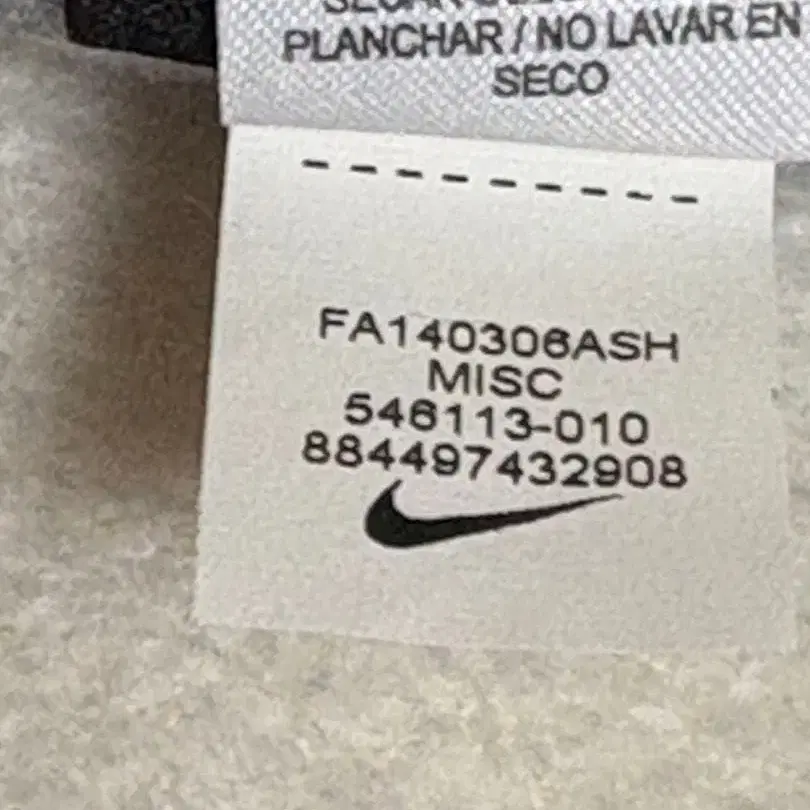 PLANCHAR / NO LAVAR EN
SECO
FA140306ASH
MISC
546113-010
884497432908